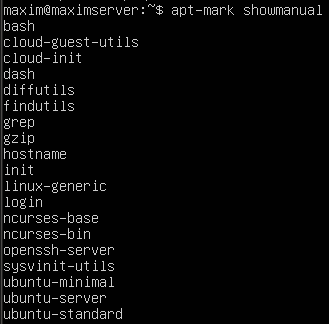 maxim@maximserver:~$ apt-mark showmanual
bash
cloud-guest-utils
cloud-init
dash
diffutils
findutils
grep
gzip
hostname
init
linux-generic
login
ncurses-base
ncurses-bin
openssh-server
sysvinit-utils
ubuntu-minimal
ubuntu-server
ubuntu-standard